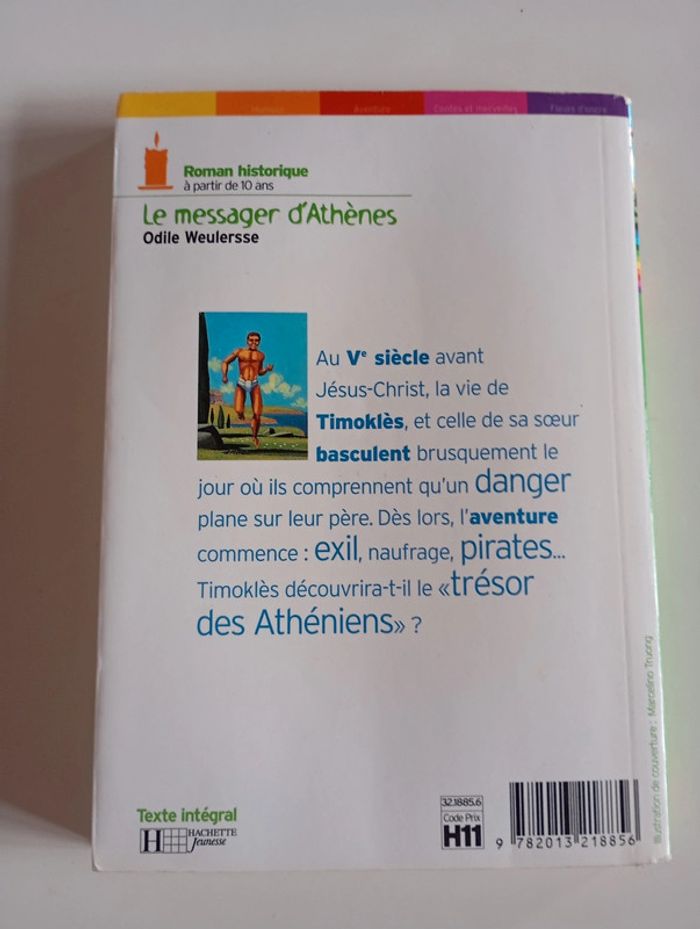 Humour
Aventure
Contes et merveilles
Fleurs d'encre
Roman historique
à partir de 10 ans
Le messager d'Athènes
Odile Weulersse
Au Ve siècle avant
Jésus-Christ, la vie de
Timoklès, et celle de sa sœur
basculent brusquement le
jour où ils comprennent qu'un danger
plane sur leur père. Dès lors, l'aventure
commence : exil, naufrage, pirates...
Timoklès découvrira-t-il le «trésor
des Athéniens» ?
Illustration de couverture : Marcelino Truong
Texte intégral
H HACHETTE
Jeunesse
32.1885.6
Code Prix
H11
9 782013 218856